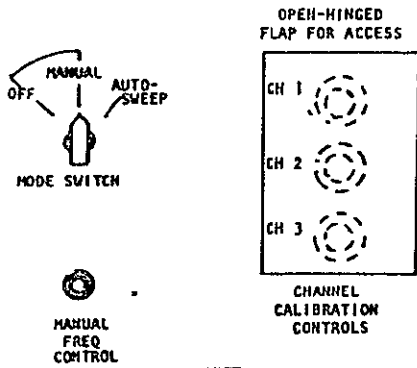 OPEN-HINGED
FLAP FOR ACCESS
MANUAL
OFF
AUTO-
SWEEP
MODE SWITCH
CH 1
CH 2
CH 3
MANUAL
FREQ
CONTROL
CHANNEL
CALIBRATION
CONTROLS